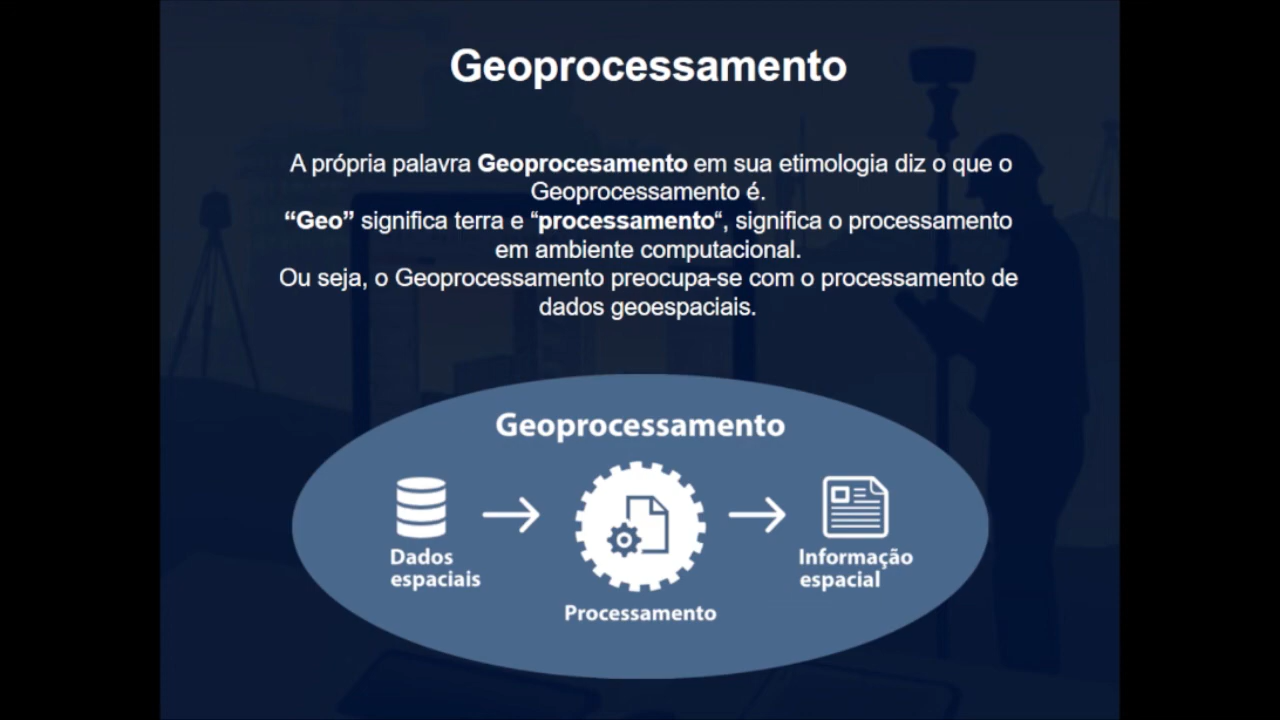 Geoprocessamento
A própria palavra Geoprocesamento em sua etimologia diz o que o
Geoprocessamento é.
“Geo” significa terra e “processamento“, significa o processamento
em ambiente computacional.
Ou seja, o Geoprocessamento preocupa-se com o processamento de
dados geoespaciais.
Geoprocessamento
Dados
espaciais
Processamento
Informação
espacial